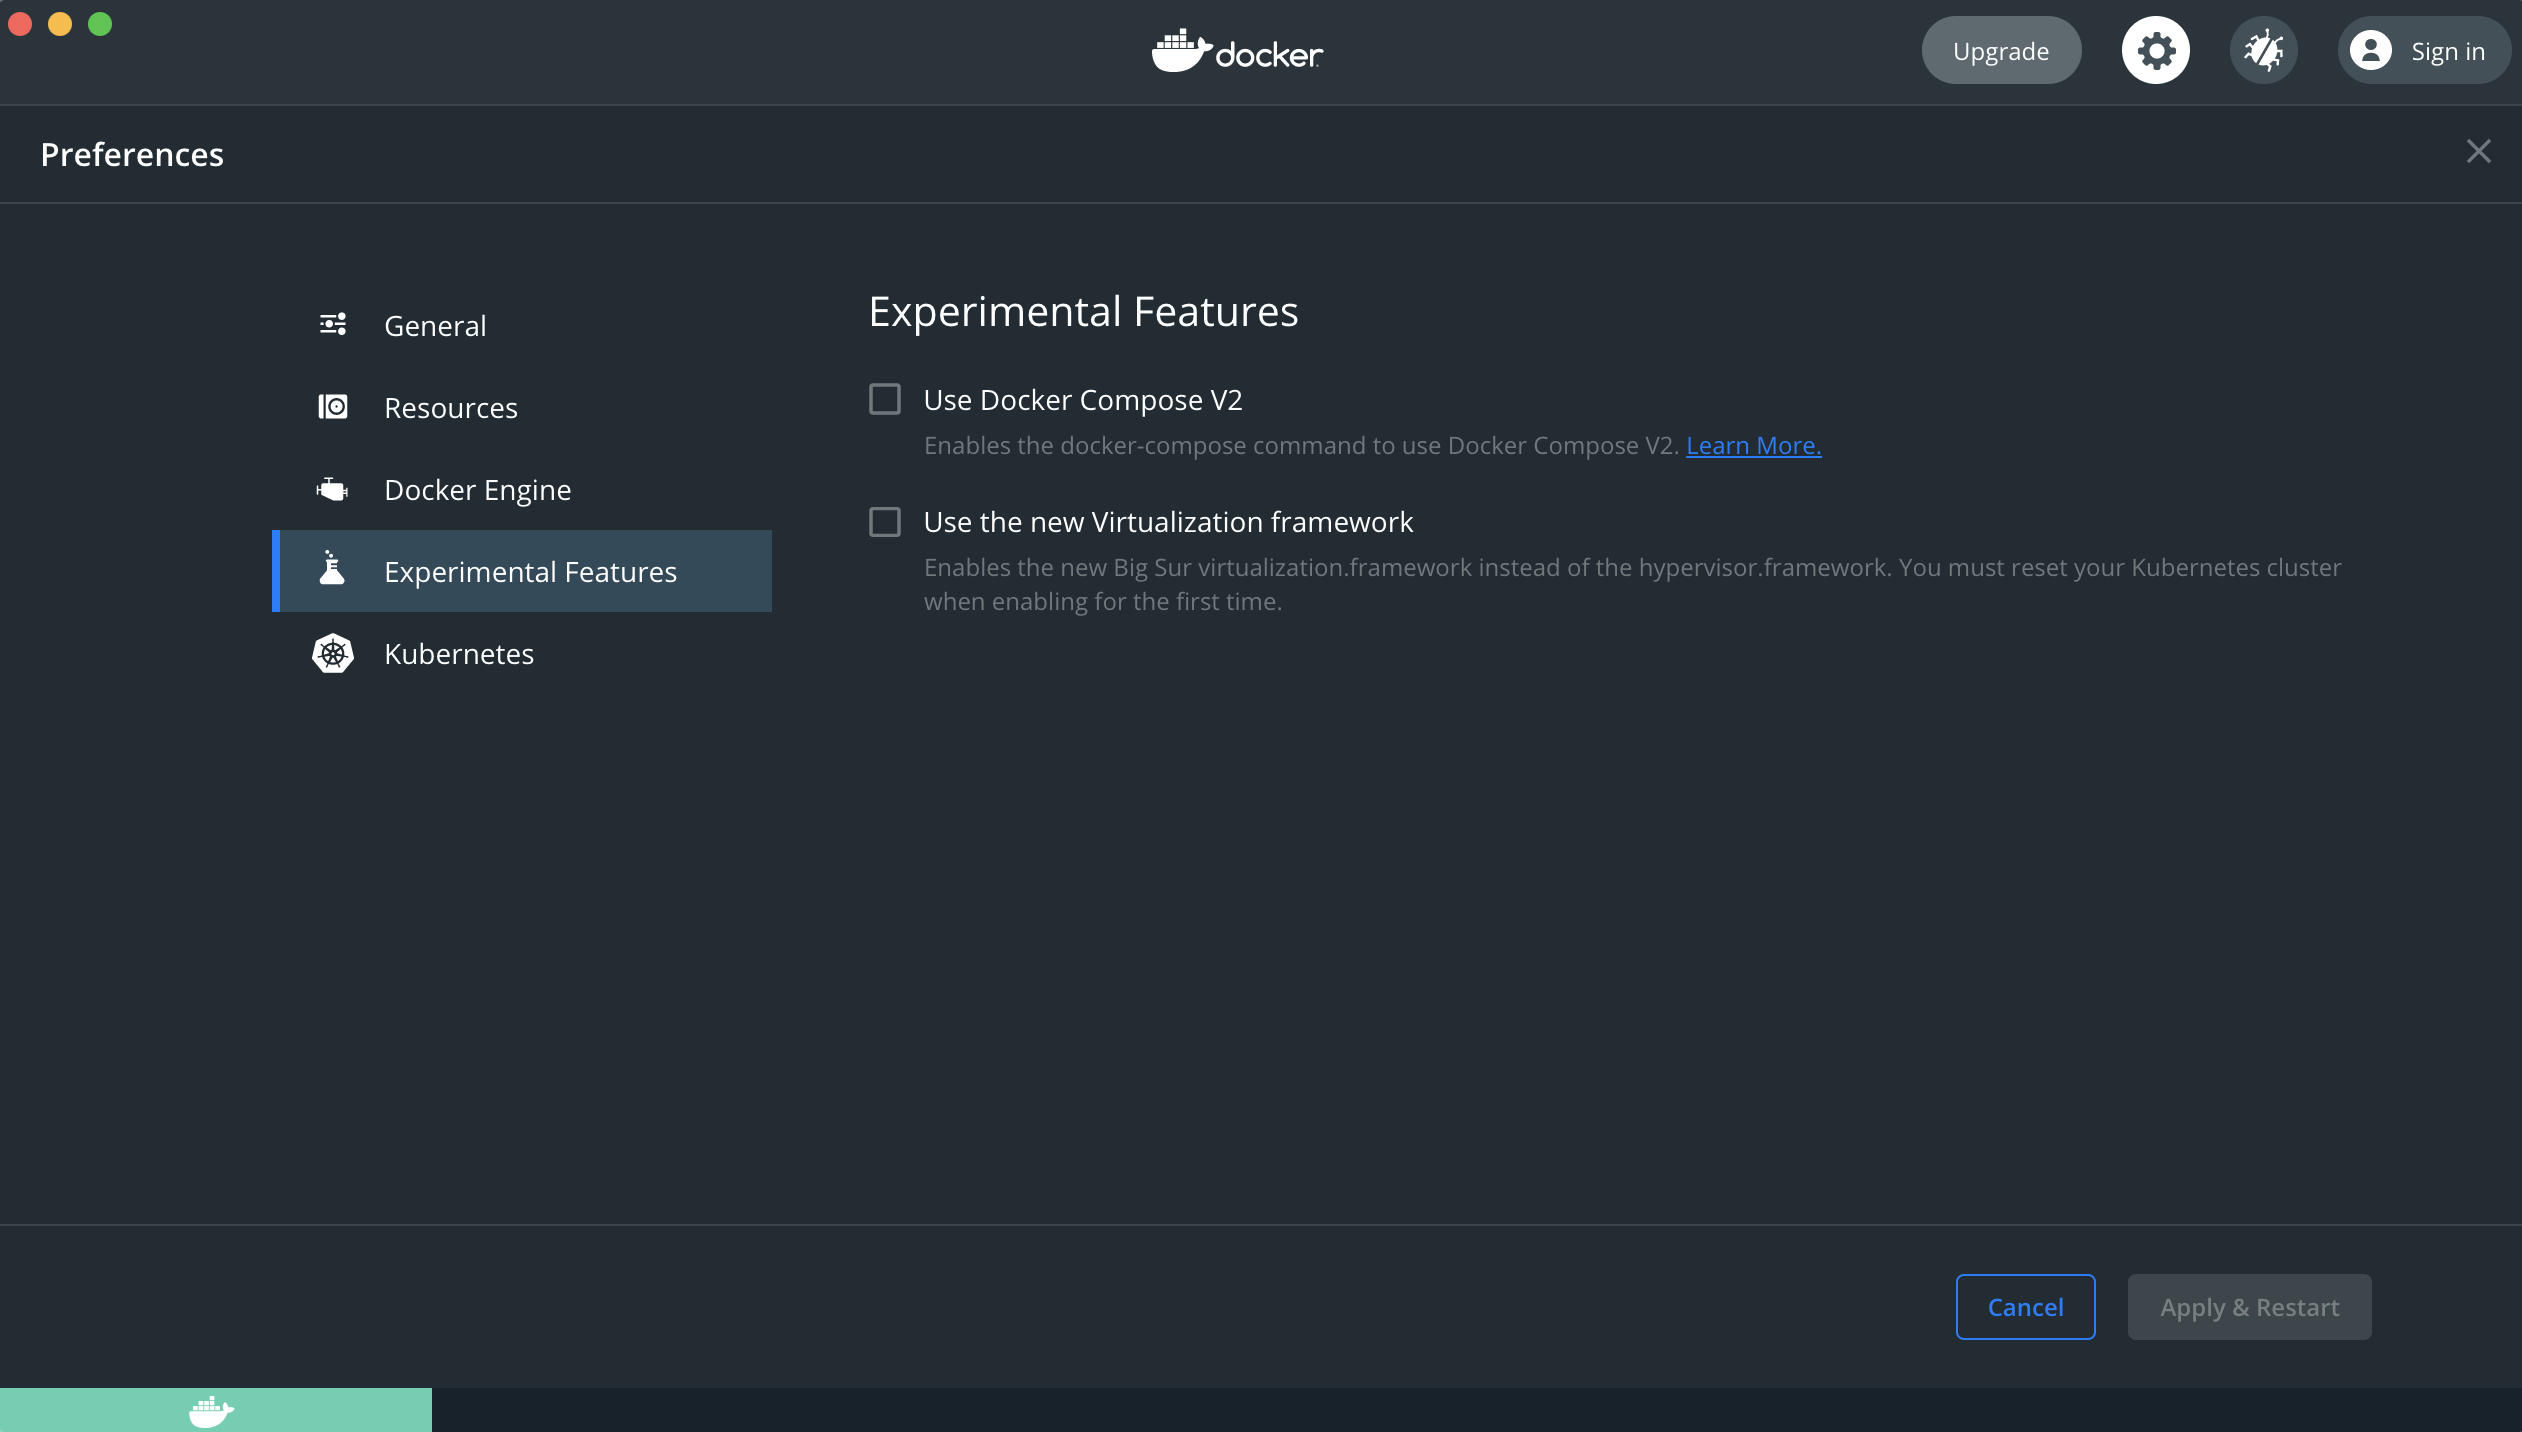 docker
Upgrade
Sign in
Preferences
General
Resources
Docker Engine
Experimental Features
Kubernetes
Experimental Features
Use Docker Compose V2
Enables the docker-compose command to use Docker Compose V2. Learn More.
Use the new Virtualization framework
Enables the new Big Sur virtualization.framework instead of the hypervisor.framework. You must reset your Kubernetes cluster
when enabling for the first time.
Cancel
Apply & Restart